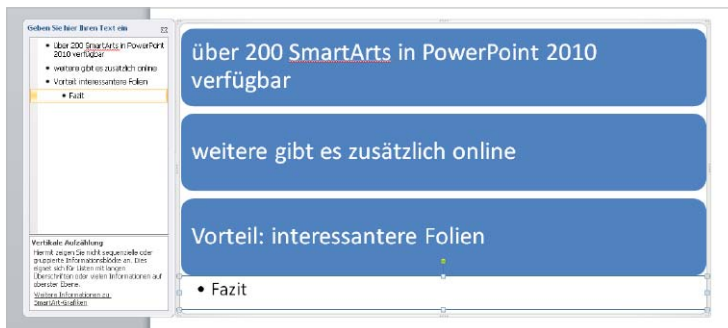 Geben Sie hier Ihren Text ein
• über 200 SmartArts in PowerPoint
2010 verfügbar
• weitere gibt es zusätzlich online
• Vorteil: interessantere Folien
• Fazit
Vertikale Aufzählung
Hiermit zeigen Sie nicht sequenzielle oder
gruppierte Informationsblöcke an. Dies
eignet sich für Listen mit langen
Überschriften oder vielen Informationen auf
oberster Ebene.
Weitere Informationen zu
SmartArt-Grafiken
über 200 SmartArts in PowerPoint 2010
verfügbar
weitere gibt es zusätzlich online
Vorteil: interessantere Folien
• Fazit